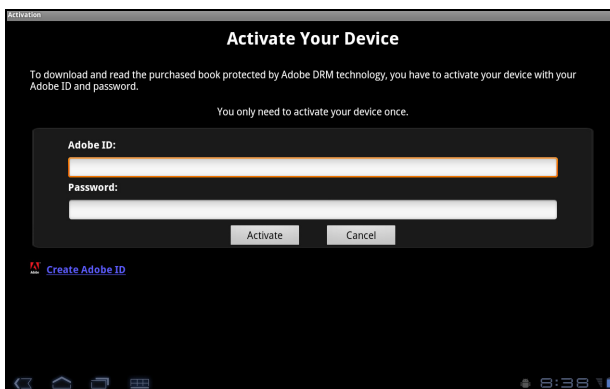 Activation
Activate Your Device
To download and read the purchased book protected by Adobe DRM technology, you have to activate your device with your
Adobe ID and password.
You only need to activate your device once.
Adobe ID:
Password:
Activate Cancel
Adobe Create Adobe ID
8:38